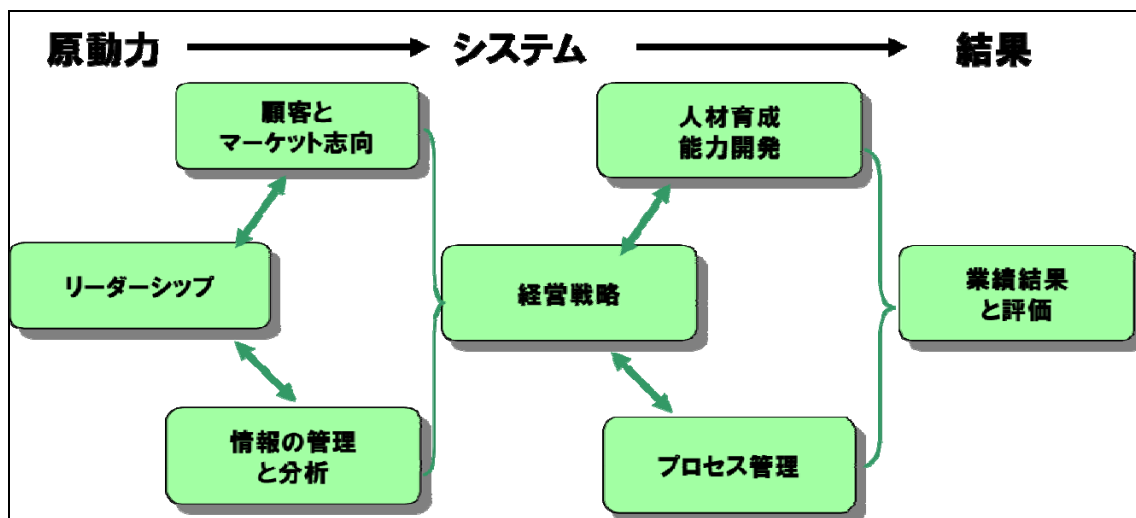 原動力
システム
結果
顧客と
マーケット志向
リーダーシップ
情報の管理
と分析
人材育成
能力開発
経営戦略
プロセス管理
業績結果
と評価